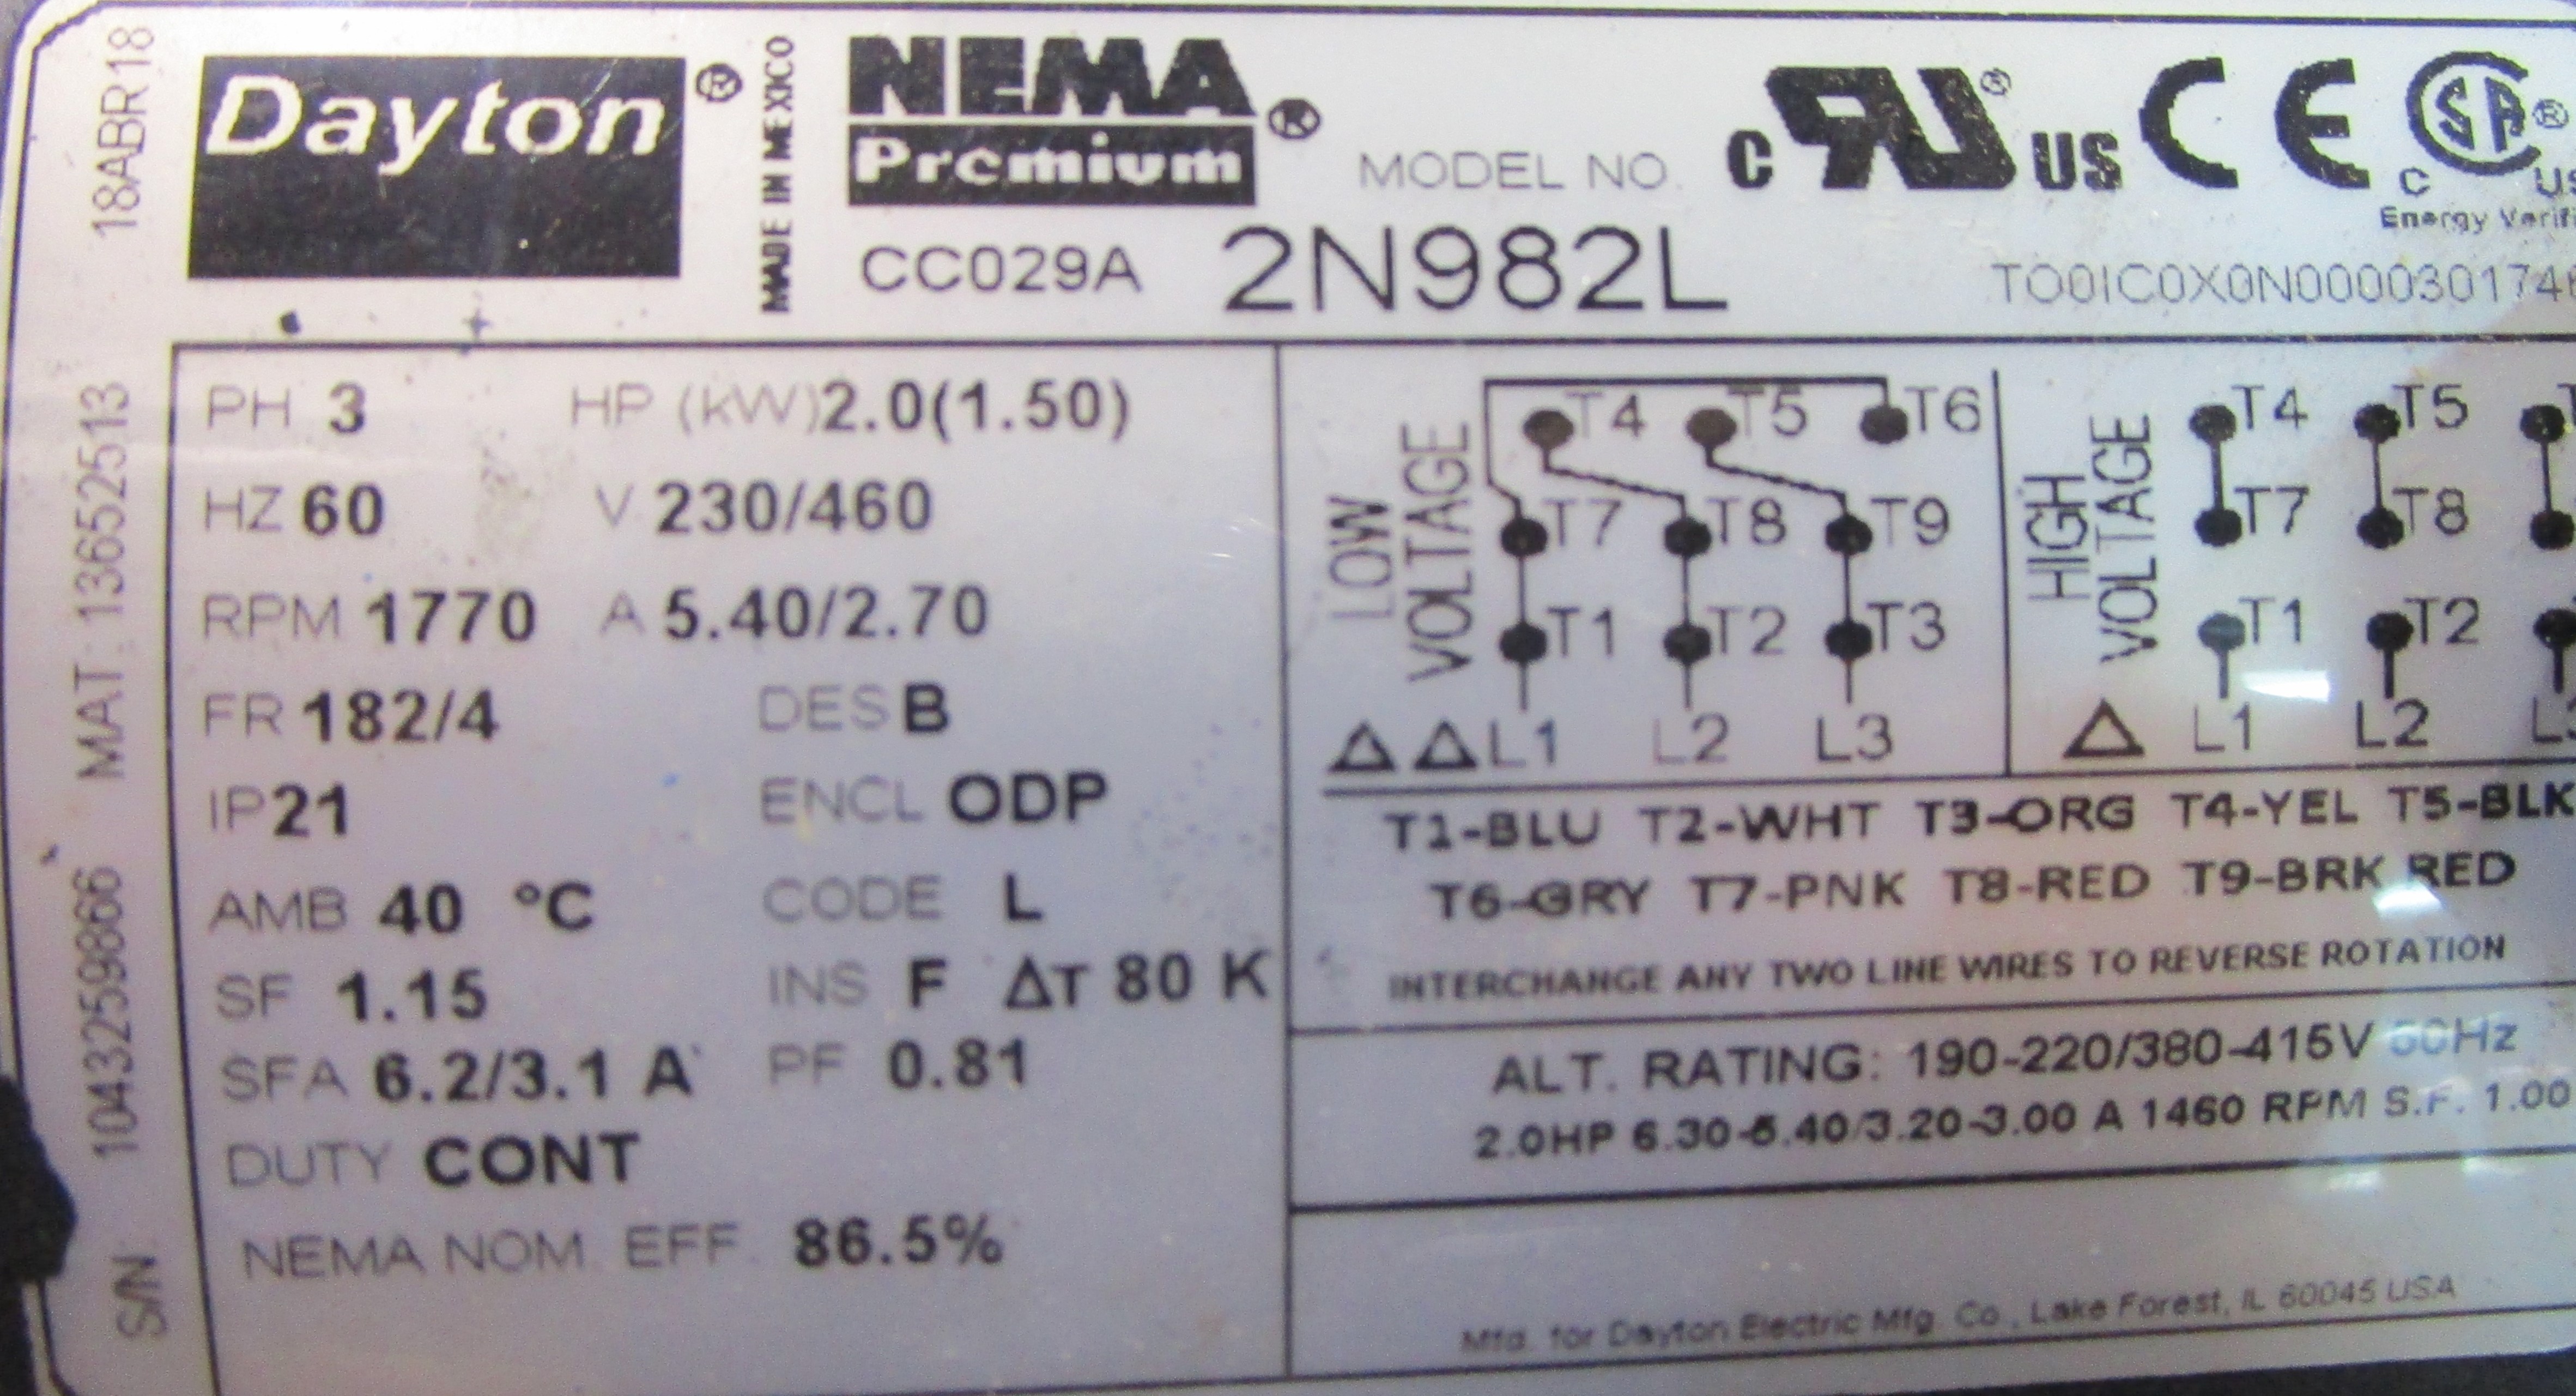 Dayton ®
MADE IN MEXICO
NEMA ®
Premium
MODEL NO.
CC029A 2N982L
c US CE
C US
Energy
TO0IC0X0N0000301746
18ABR18
MAT: 13652513
S/N 1043259866
PH 3 HP (kW) 2.0(1.50)
HZ 60 V 230/460
RPM 1770 A 5.40/2.70
FR 182/4 DES B
IP21 ENCL ODP
AMB 40 °C CODE L
SF 1.15 INS F ΔT 80 K
SFA 6.2/3.1 A PF 0.81
DUTY CONT
NEMA NOM. EFF. 86.5%
LOW VOLTAGE
T4 T5 T6
T7 T8 T9
T1 T2 T3
Δ Δ L1 L2 L3
HIGH VOLTAGE
T4 T5
T7 T8
T1 T2
Δ L1 L2
T1-BLU T2-WHT T3-ORG T4-YEL T5-BLK
T6-GRY T7-PNK T8-RED T9-BRK RED
INTERCHANGE ANY TWO LINE WIRES TO REVERSE ROTATION
ALT. RATING: 190-220/380-415V 50Hz
2.0HP 6.30-5.40/3.20-3.00 A 1460 RPM S.F. 1.00
Mfd. for Dayton Electric Mfg. Co., Lake Forest, IL 60045 USA